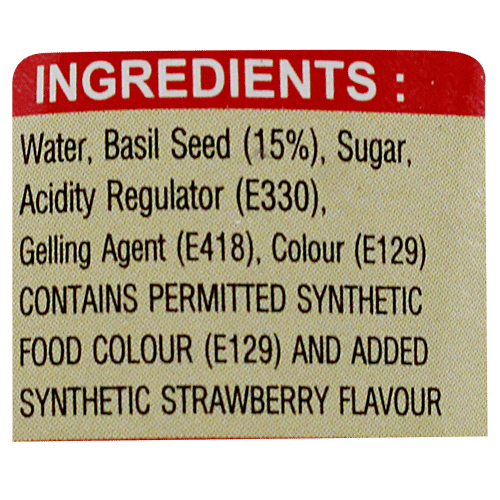 INGREDIENTS :
Water, Basil Seed (15%), Sugar,
Acidity Regulator (E330),
Gelling Agent (E418), Colour (E129)
CONTAINS PERMITTED SYNTHETIC
FOOD COLOUR (E129) AND ADDED
SYNTHETIC STRAWBERRY FLAVOUR